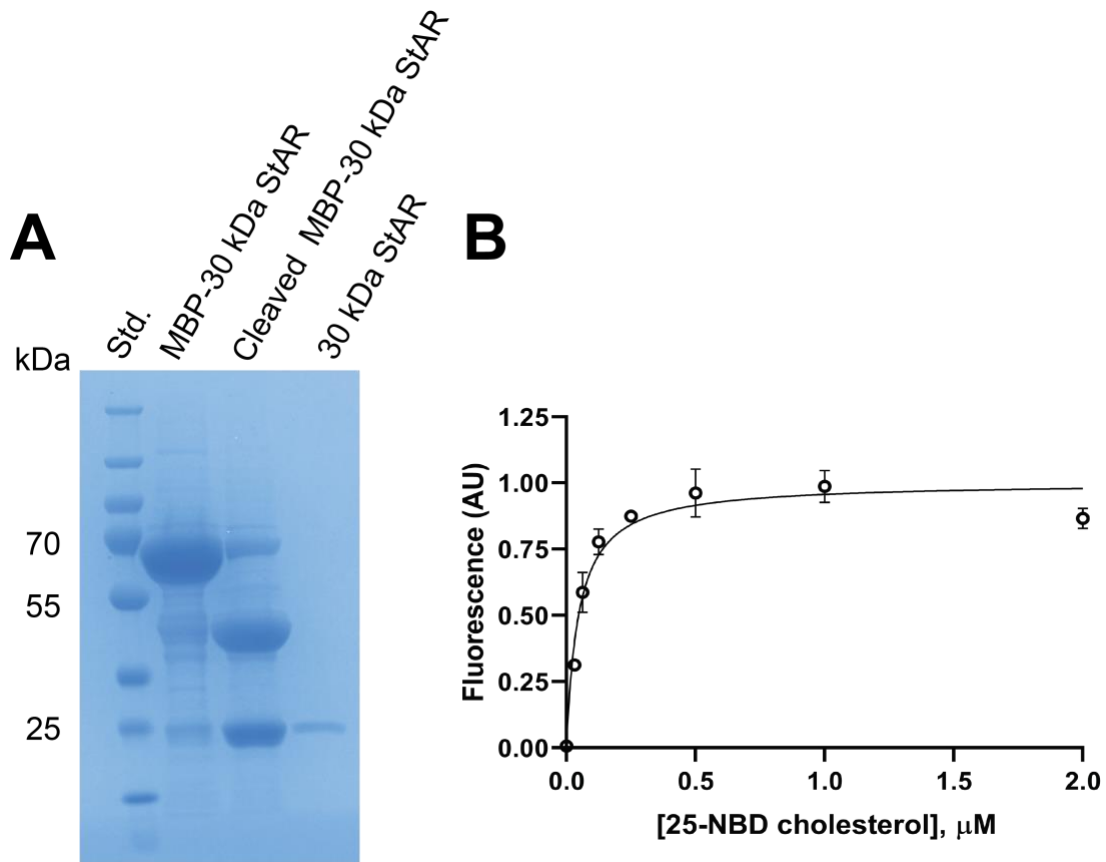 A
Std.
MBP-30 kDa StAR
Cleaved MBP-30 kDa StAR
30 kDa StAR
kDa
70
55
25
B
1.25
1.00
0.75
0.50
0.25
0.00
Fluorescence (AU)
0.0 0.5 1.0 1.5 2.0
[25-NBD cholesterol], μM